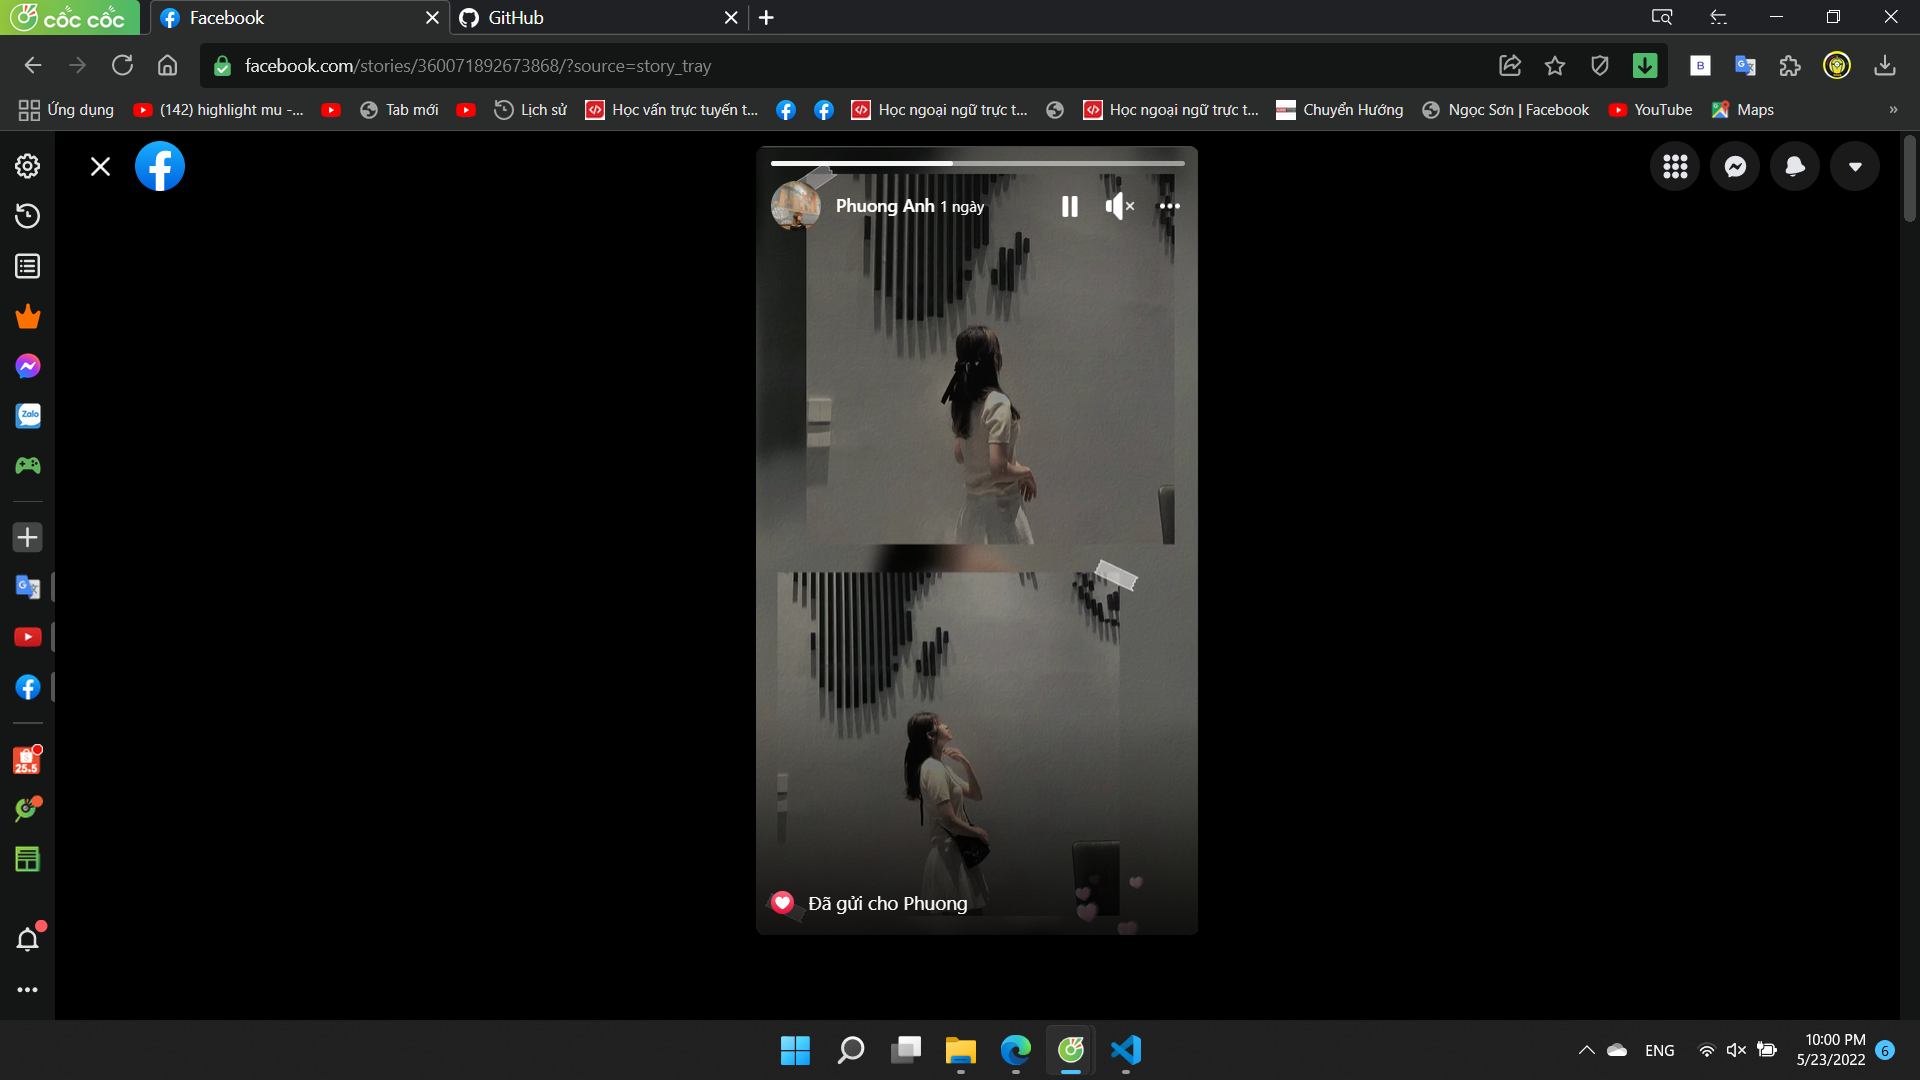 cốc cốc
Facebook
GitHub
facebook.com/stories/360071892673868/?source=story_tray
B
Ứng dụng
(142) highlight mu -...
Tab mới
Lịch sử
Học vấn trực tuyến t...
Học ngoại ngữ trực t...
Học ngoại ngữ trực t...
Chuyển Hướng
Ngọc Sơn | Facebook
YouTube
Maps
»
Phuong Anh 1 ngày
Zalo
25.5
Đã gửi cho Phuong
ENG
10:00 PM
5/23/2022
6